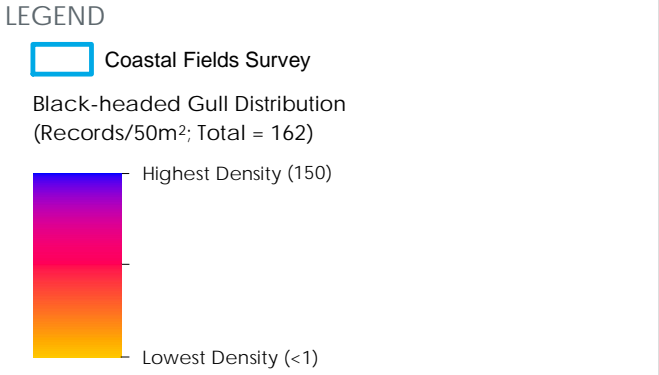 LEGEND
Coastal Fields Survey
Black-headed Gull Distribution
(Records/50m²; Total = 162)
Highest Density (150)
Lowest Density (<1)